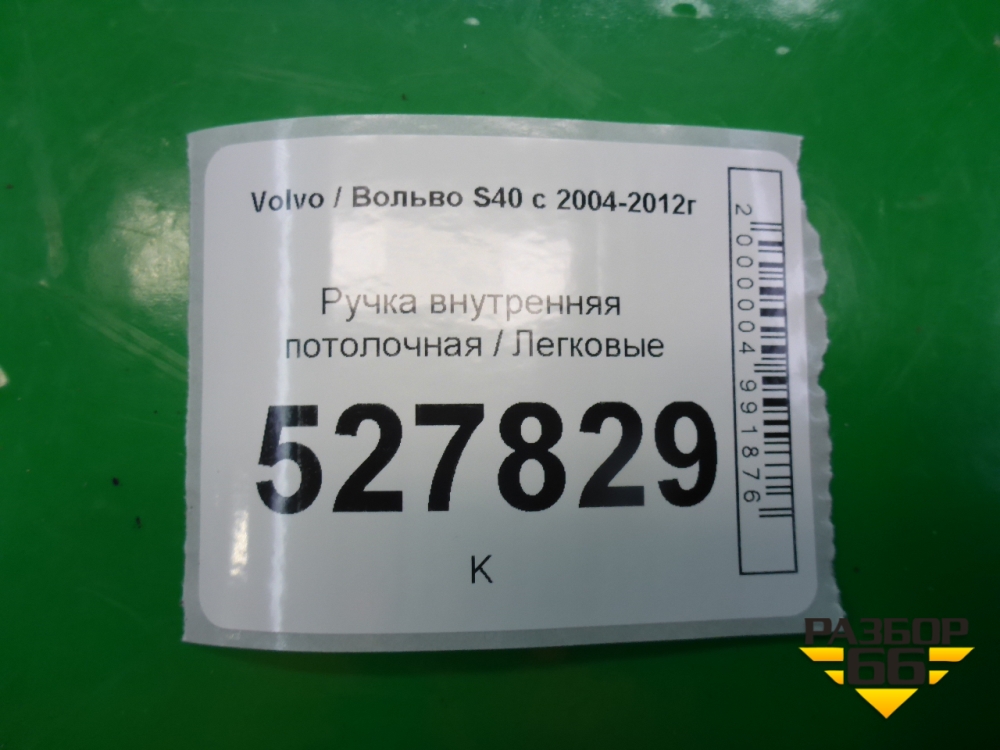 Volvo / Вольво S40 с 2004-2012г
Ручка внутренняя
потолочная / Легковые
527829
К
2000004991876
РАЗБОР
66